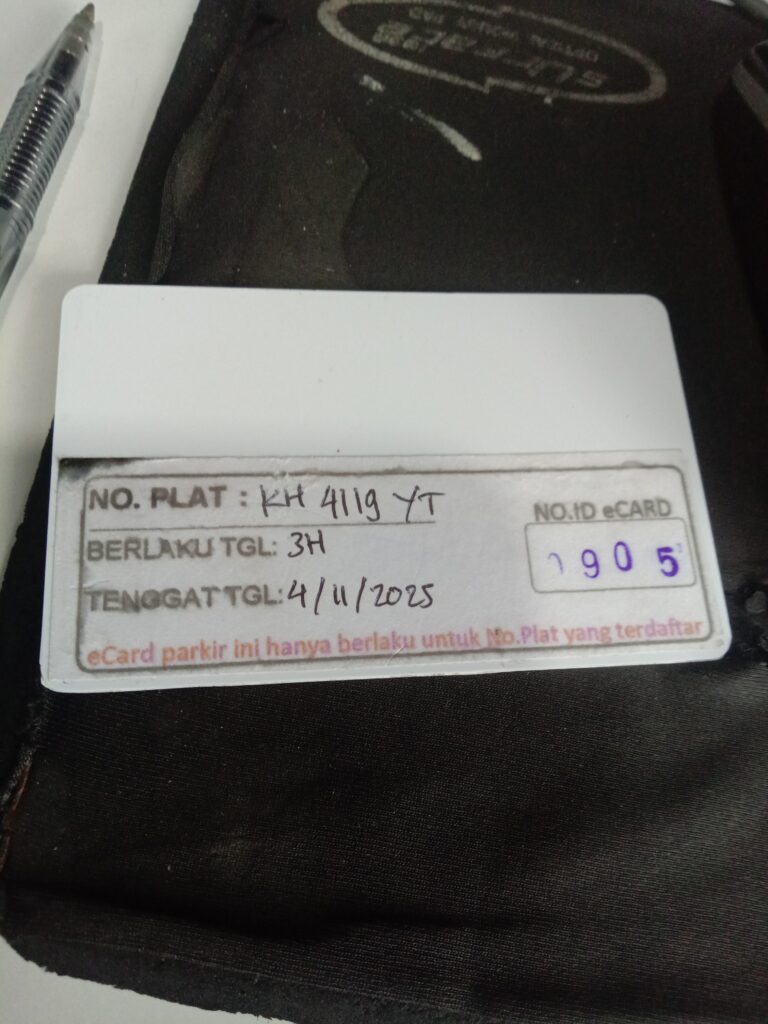 NO. PLAT : KH 4119 YT
BERLAKU TGL: 3H
TENGGAT TGL: 4/11/2025
NO.ID eCARD
905
eCard parkir ini hanya berlaku untuk No.Plat yang terdaftar